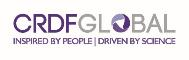 CRDFGLOBAL
INSPIRED BY PEOPLE | DRIVEN BY SCIENCE